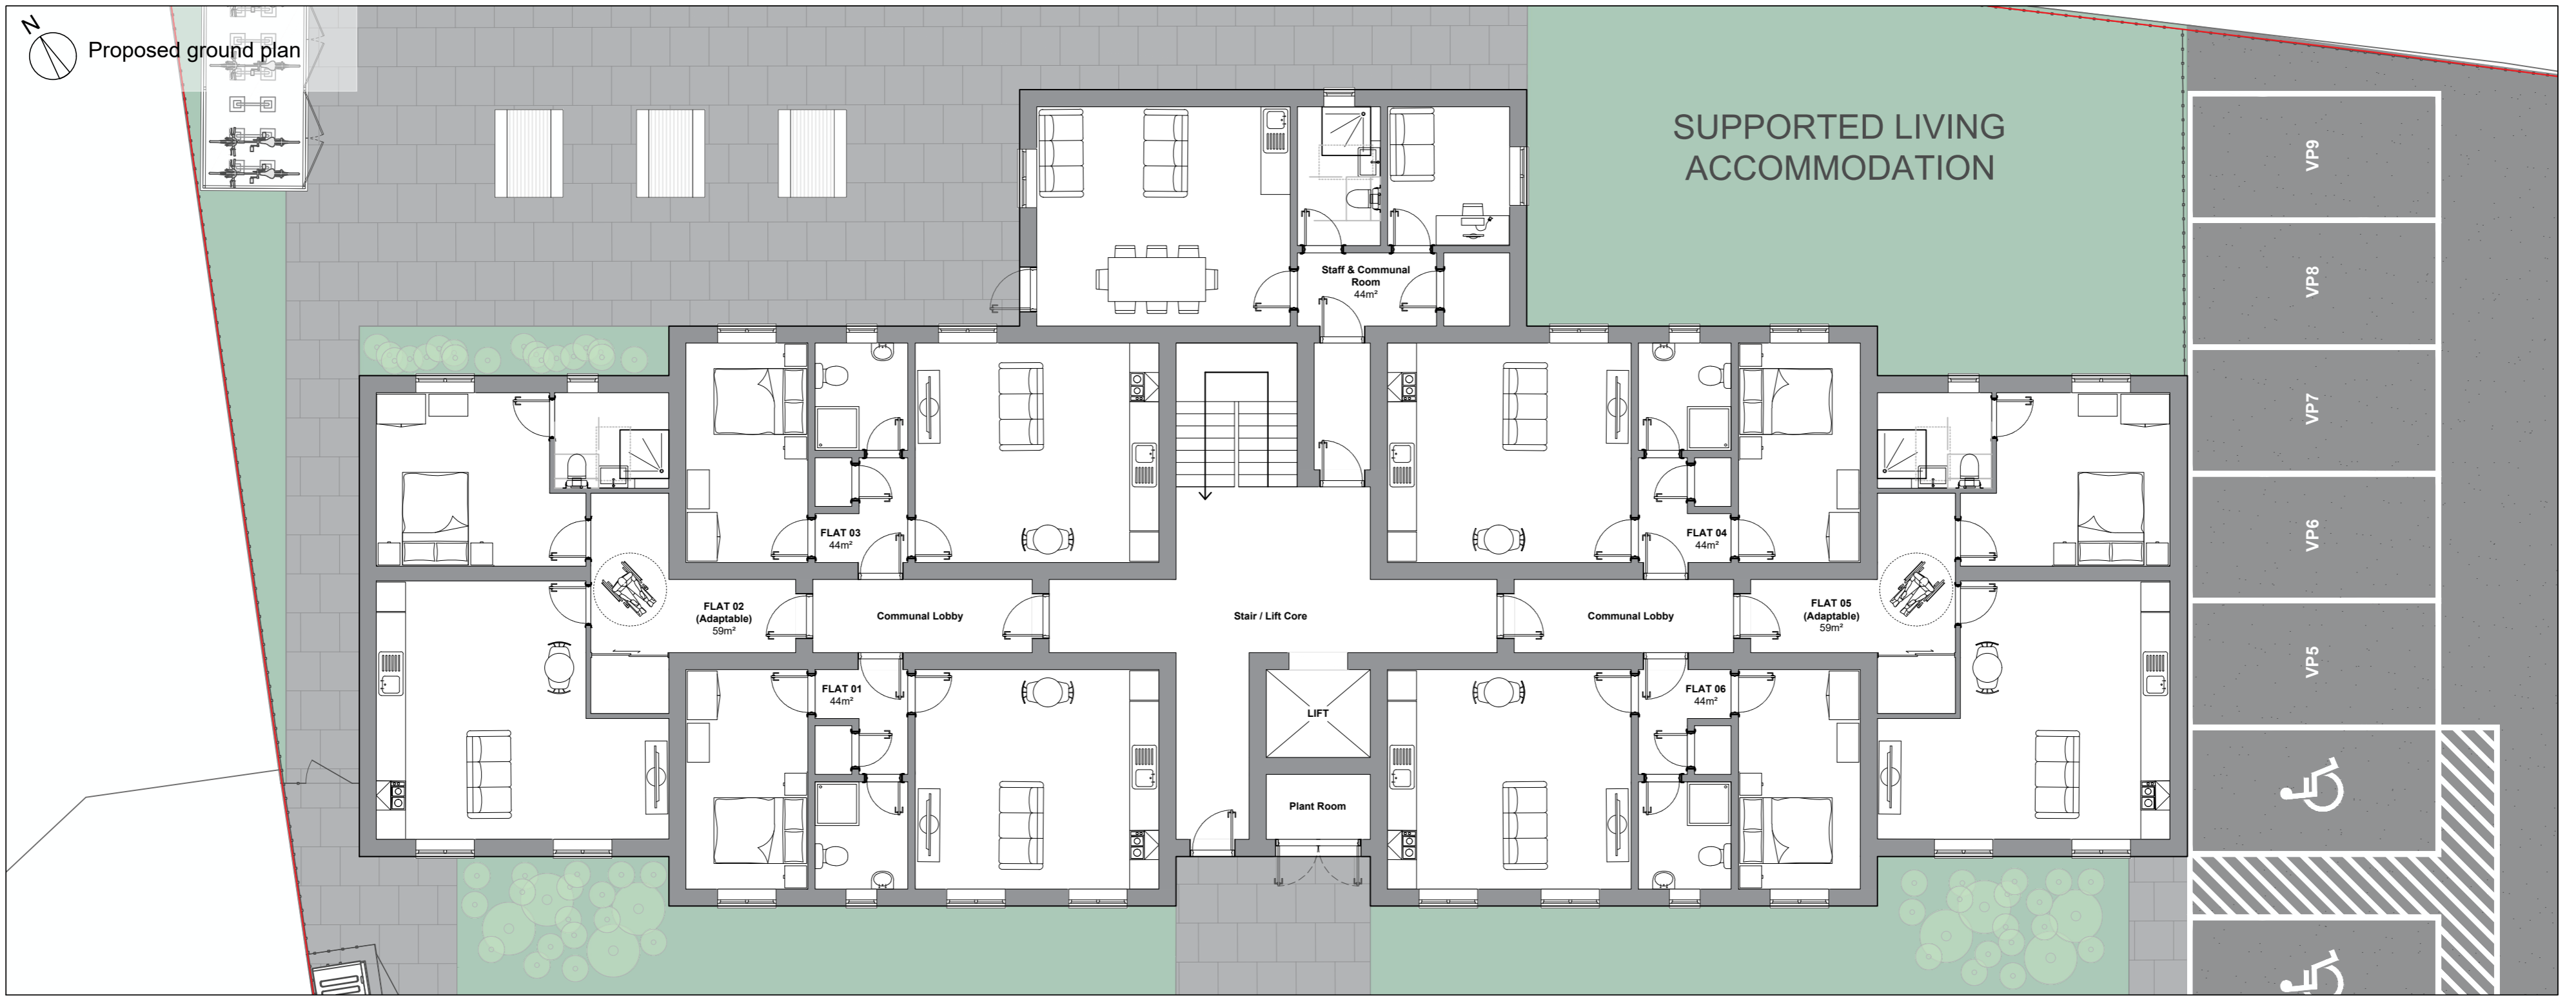 N
Proposed ground plan
SUPPORTED LIVING
ACCOMMODATION
VP9
VP8
VP7
VP6
VP5
Staff & Communal
Room
44m²
FLAT 03
44m²
FLAT 04
44m²
FLAT 02
(Adaptable)
59m²
Communal Lobby
Stair / Lift Core
Communal Lobby
FLAT 05
(Adaptable)
59m²
FLAT 01
44m²
FLAT 06
44m²
LIFT
Plant Room